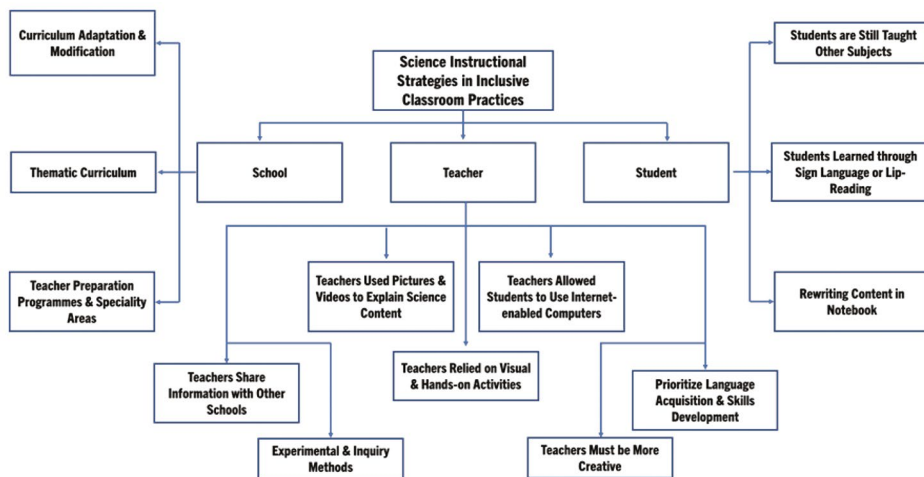 Curriculum Adaptation &
Modification
Science Instructional
Strategies in Inclusive
Classroom Practices
Students are Still Taught
Other Subjects
Thematic Curriculum
School
Teacher
Student
Students Learned through
Sign Language or Lip-
Reading
Teacher Preparation
Programmes & Speciality
Areas
Teachers Used Pictures &
Videos to Explain Science
Content
Teachers Allowed
Students to Use Internet-
enabled Computers
Rewriting Content in
Notebook
Teachers Share
Information with Other
Schools
Teachers Relied on Visual
& Hands-on Activities
Prioritize Language
Acquisition & Skills
Development
Experimental & Inquiry
Methods
Teachers Must be More
Creative